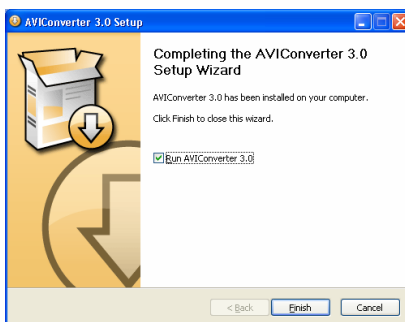 AVIConverter 3.0 Setup
Completing the AVIConverter 3.0
Setup Wizard
AVIConverter 3.0 has been installed on your computer.
Click Finish to close this wizard.
Run AVIConverter 3.0
< Back
Finish
Cancel